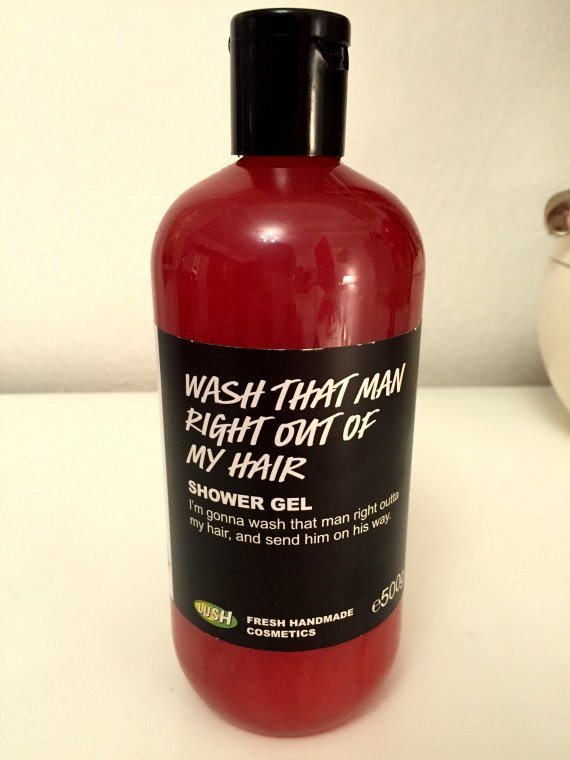 WASH THAT MAN
RIGHT OUT OF
MY HAIR
SHOWER GEL
I'm gonna wash that man right outta
my hair, and send him on his way.
LUSH
FRESH HANDMADE
COSMETICS
℮500g